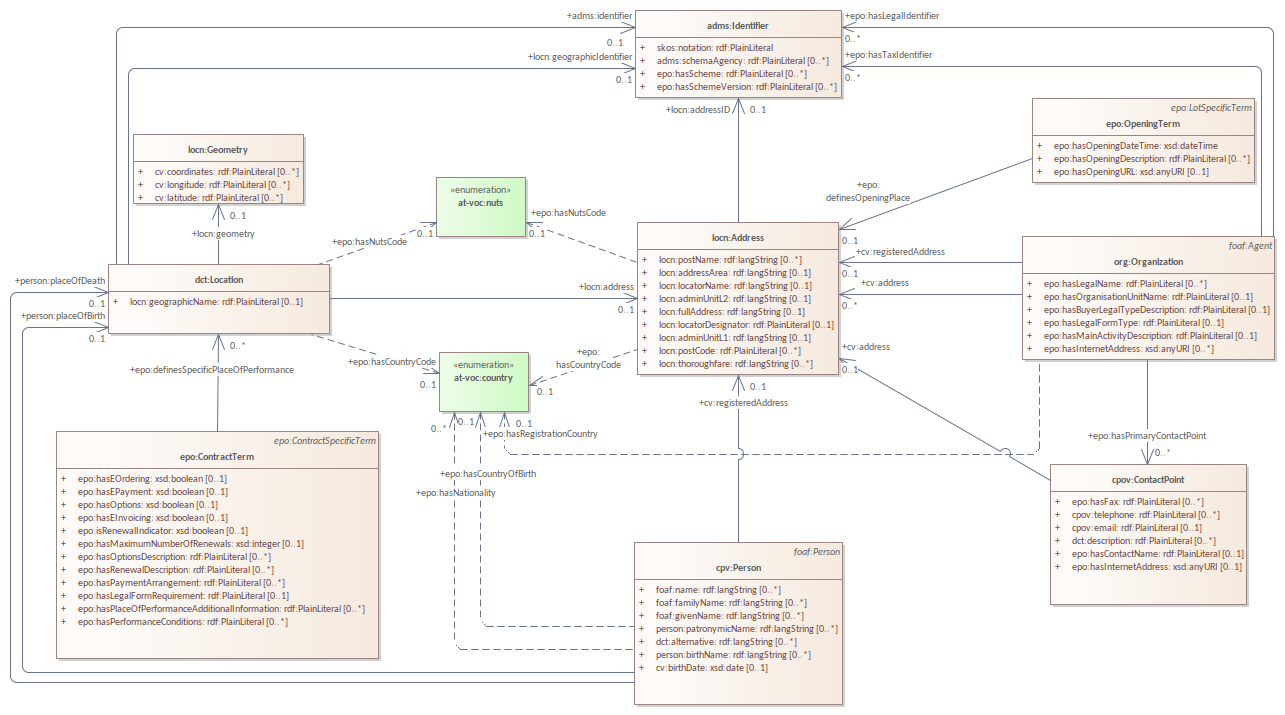 +adms:identifier
0..1
+locn:geographicIdentifier
0..1
adms:Identifier
+ skos:notation: rdf:PlainLiteral
+ adms:schemaAgency: rdf:PlainLiteral [0..*]
+ epo:hasScheme: rdf:PlainLiteral [0..*]
+ epo:hasSchemeVersion: rdf:PlainLiteral [0..*]
+epo:hasLegalIdentifier
0..*
+epo:hasTaxIdentifier
0..*
+locn:addressID
0..1
epo:LotSpecificTerm
epo:OpeningTerm
+ epo:hasOpeningDateTime: xsd:dateTime
+ epo:hasOpeningDescription: rdf:PlainLiteral [0..*]
+ epo:hasOpeningURL: xsd:anyURI [0..1]
locn:Geometry
+ cv:coordinates: rdf:PlainLiteral [0..*]
+ cv:longitude: rdf:PlainLiteral [0..*]
+ cv:latitude: rdf:PlainLiteral [0..*]
0..1
+locn:geometry
«enumeration»
at-voc:nuts
+epo:hasNutsCode
0..1
+epo:hasNutsCode
0..1
+epo:
definesOpeningPlace
0..1
locn:Address
+ locn:postName: rdf:langString [0..*]
+ locn:addressArea: rdf:langString [0..1]
+ locn:locatorName: rdf:langString [0..1]
+ locn:adminUnitL2: rdf:langString [0..1]
+ locn:fullAddress: rdf:langString [0..1]
+ locn:locatorDesignator: rdf:PlainLiteral [0..1]
+ locn:adminUnitL1: rdf:langString [0..1]
+ locn:postCode: rdf:PlainLiteral [0..*]
+ locn:thoroughfare: rdf:langString [0..*]
+cv:registeredAddress
0..1
+cv:address
0..*
+cv:address
0..1
foaf:Agent
org:Organization
+ epo:hasLegalName: rdf:PlainLiteral [0..*]
+ epo:hasOrganisationUnitName: rdf:PlainLiteral [0..1]
+ epo:hasBuyerLegalTypeDescription: rdf:PlainLiteral [0..1]
+ epo:hasLegalFormType: rdf:PlainLiteral [0..1]
+ epo:hasMainActivityDescription: rdf:PlainLiteral [0..1]
+ epo:hasInternetAddress: xsd:anyURI [0..*]
+person:placeOfDeath
0..1
+person:placeOfBirth
0..1
dct:Location
+ locn:geographicName: rdf:PlainLiteral [0..1]
+locn:address
0..1
0..*
+epo:definesSpecificPlaceOfPerformance
+epo:hasCountryCode
0..1
«enumeration»
at-voc:country
+epo:
hasCountryCode
0..1
0..1
+cv:registeredAddress
0..*
0..1
0..1
+epo:hasRegistrationCountry
+epo:hasCountryOfBirth
+epo:hasNationality
+epo:hasPrimaryContactPoint
0..*
epo:ContractSpecificTerm
epo:ContractTerm
+ epo:hasEOrdering: xsd:boolean [0..1]
+ epo:hasEPayment: xsd:boolean [0..1]
+ epo:hasOptions: xsd:boolean [0..1]
+ epo:hasEInvoicing: xsd:boolean [0..1]
+ epo:isRenewalIndicator: xsd:boolean [0..1]
+ epo:hasMaximumNumberOfRenewals: xsd:integer [0..1]
+ epo:hasOptionsDescription: rdf:PlainLiteral [0..*]
+ epo:hasRenewalDescription: rdf:PlainLiteral [0..*]
+ epo:hasPaymentArrangement: rdf:PlainLiteral [0..*]
+ epo:hasLegalFormRequirement: rdf:PlainLiteral [0..1]
+ epo:hasPlaceOfPerformanceAdditionalInformation: rdf:PlainLiteral [0..*]
+ epo:hasPerformanceConditions: rdf:PlainLiteral [0..*]
cpov:ContactPoint
+ epo:hasFax: rdf:PlainLiteral [0..*]
+ cpov:telephone: rdf:PlainLiteral [0..*]
+ cpov:email: rdf:PlainLiteral [0..1]
+ dct:description: rdf:PlainLiteral [0..*]
+ epo:hasContactName: rdf:PlainLiteral [0..1]
+ epo:hasInternetAddress: xsd:anyURI [0..1]
foaf:Person
cpv:Person
+ foaf:name: rdf:langString [0..*]
+ foaf:familyName: rdf:langString [0..*]
+ foaf:givenName: rdf:langString [0..*]
+ person:patronymicName: rdf:langString [0..*]
+ dct:alternative: rdf:langString [0..*]
+ person:birthName: rdf:langString [0..*]
+ cv:birthDate: xsd:date [0..1]